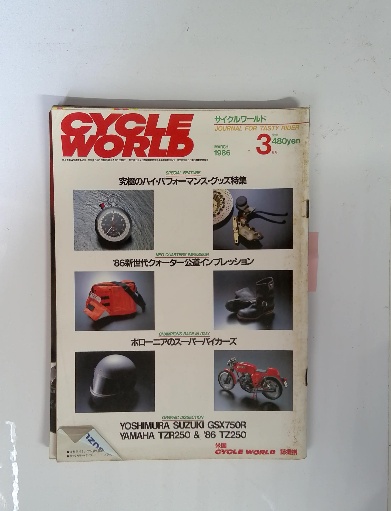 CYCLE WORLD
サイクルワールド
JOURNAL FOR TASTY RIDER
MARCH 1986 3 480yen
SPECIAL FEATURE
究極のハイ・パフォーマンス・グッズ特集
'86新世代クォーター公道インプレッション
ボローニアのスーパーバイカーズ
YOSHIMURA SUZUKI GSX750R
YAMAHA TZR250 & '86 TZ250
CYCLE WORLD